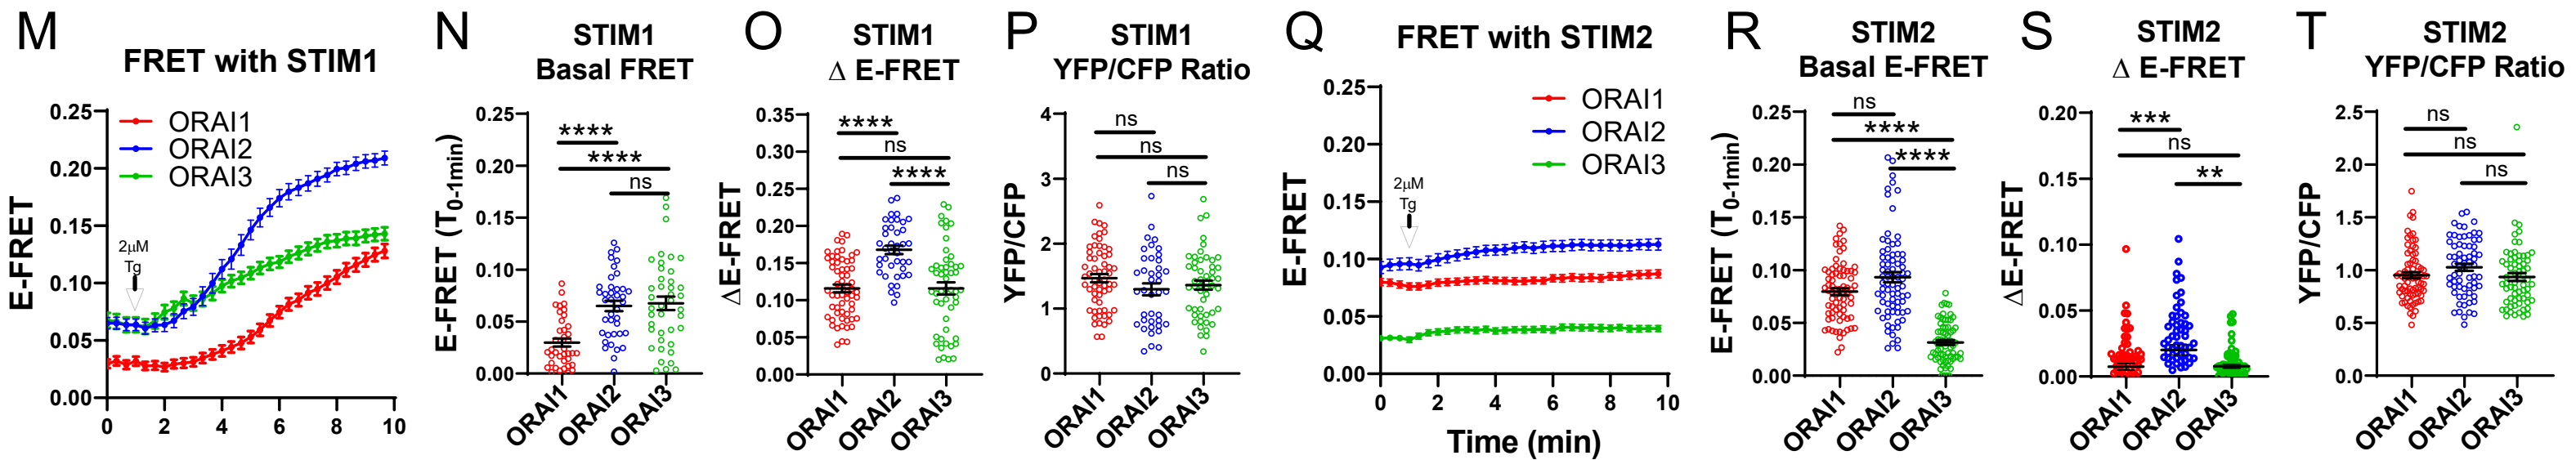 M
FRET with STIM1
E-FRET
0.25
0.20
0.15
0.10
0.05
0.00
ORAI1
ORAI2
ORAI3
2μM
Tg
0 2 4 6 8 10
N
STIM1
Basal FRET
E-FRET (T0-1min)
0.25
0.20
0.15
0.10
0.05
0.00
****
****
ns
ORAI1 ORAI2 ORAI3
O
STIM1
Δ E-FRET
ΔE-FRET
0.35
0.30
0.25
0.20
0.15
0.10
0.05
0.00
****
ns
****
ORAI1 ORAI2 ORAI3
P
STIM1
YFP/CFP Ratio
YFP/CFP
4
3
2
1
0
ns
ns
ns
ORAI1 ORAI2 ORAI3
Q
FRET with STIM2
E-FRET
0.25
0.20
0.15
0.10
0.05
0.00
ORAI1
ORAI2
ORAI3
2μM
Tg
0 2 4 6 8 10
Time (min)
R
STIM2
Basal E-FRET
E-FRET (T0-1min)
0.25
0.20
0.15
0.10
0.05
0.00
ns
****
****
ORAI1 ORAI2 ORAI3
S
STIM2
Δ E-FRET
ΔE-FRET
0.20
0.15
0.10
0.05
0.00
***
ns
**
ORAI1 ORAI2 ORAI3
T
STIM2
YFP/CFP Ratio
YFP/CFP
2.5
2.0
1.5
1.0
0.5
0.0
ns
ns
ns
ORAI1 ORAI2 ORAI3